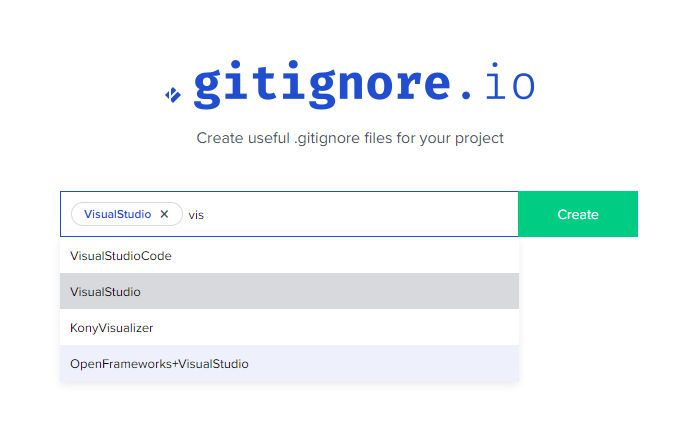 .gitignore.io
Create useful .gitignore files for your project
VisualStudio × vis
Create
VisualStudioCode
VisualStudio
KonyVisualizer
OpenFrameworks+VisualStudio